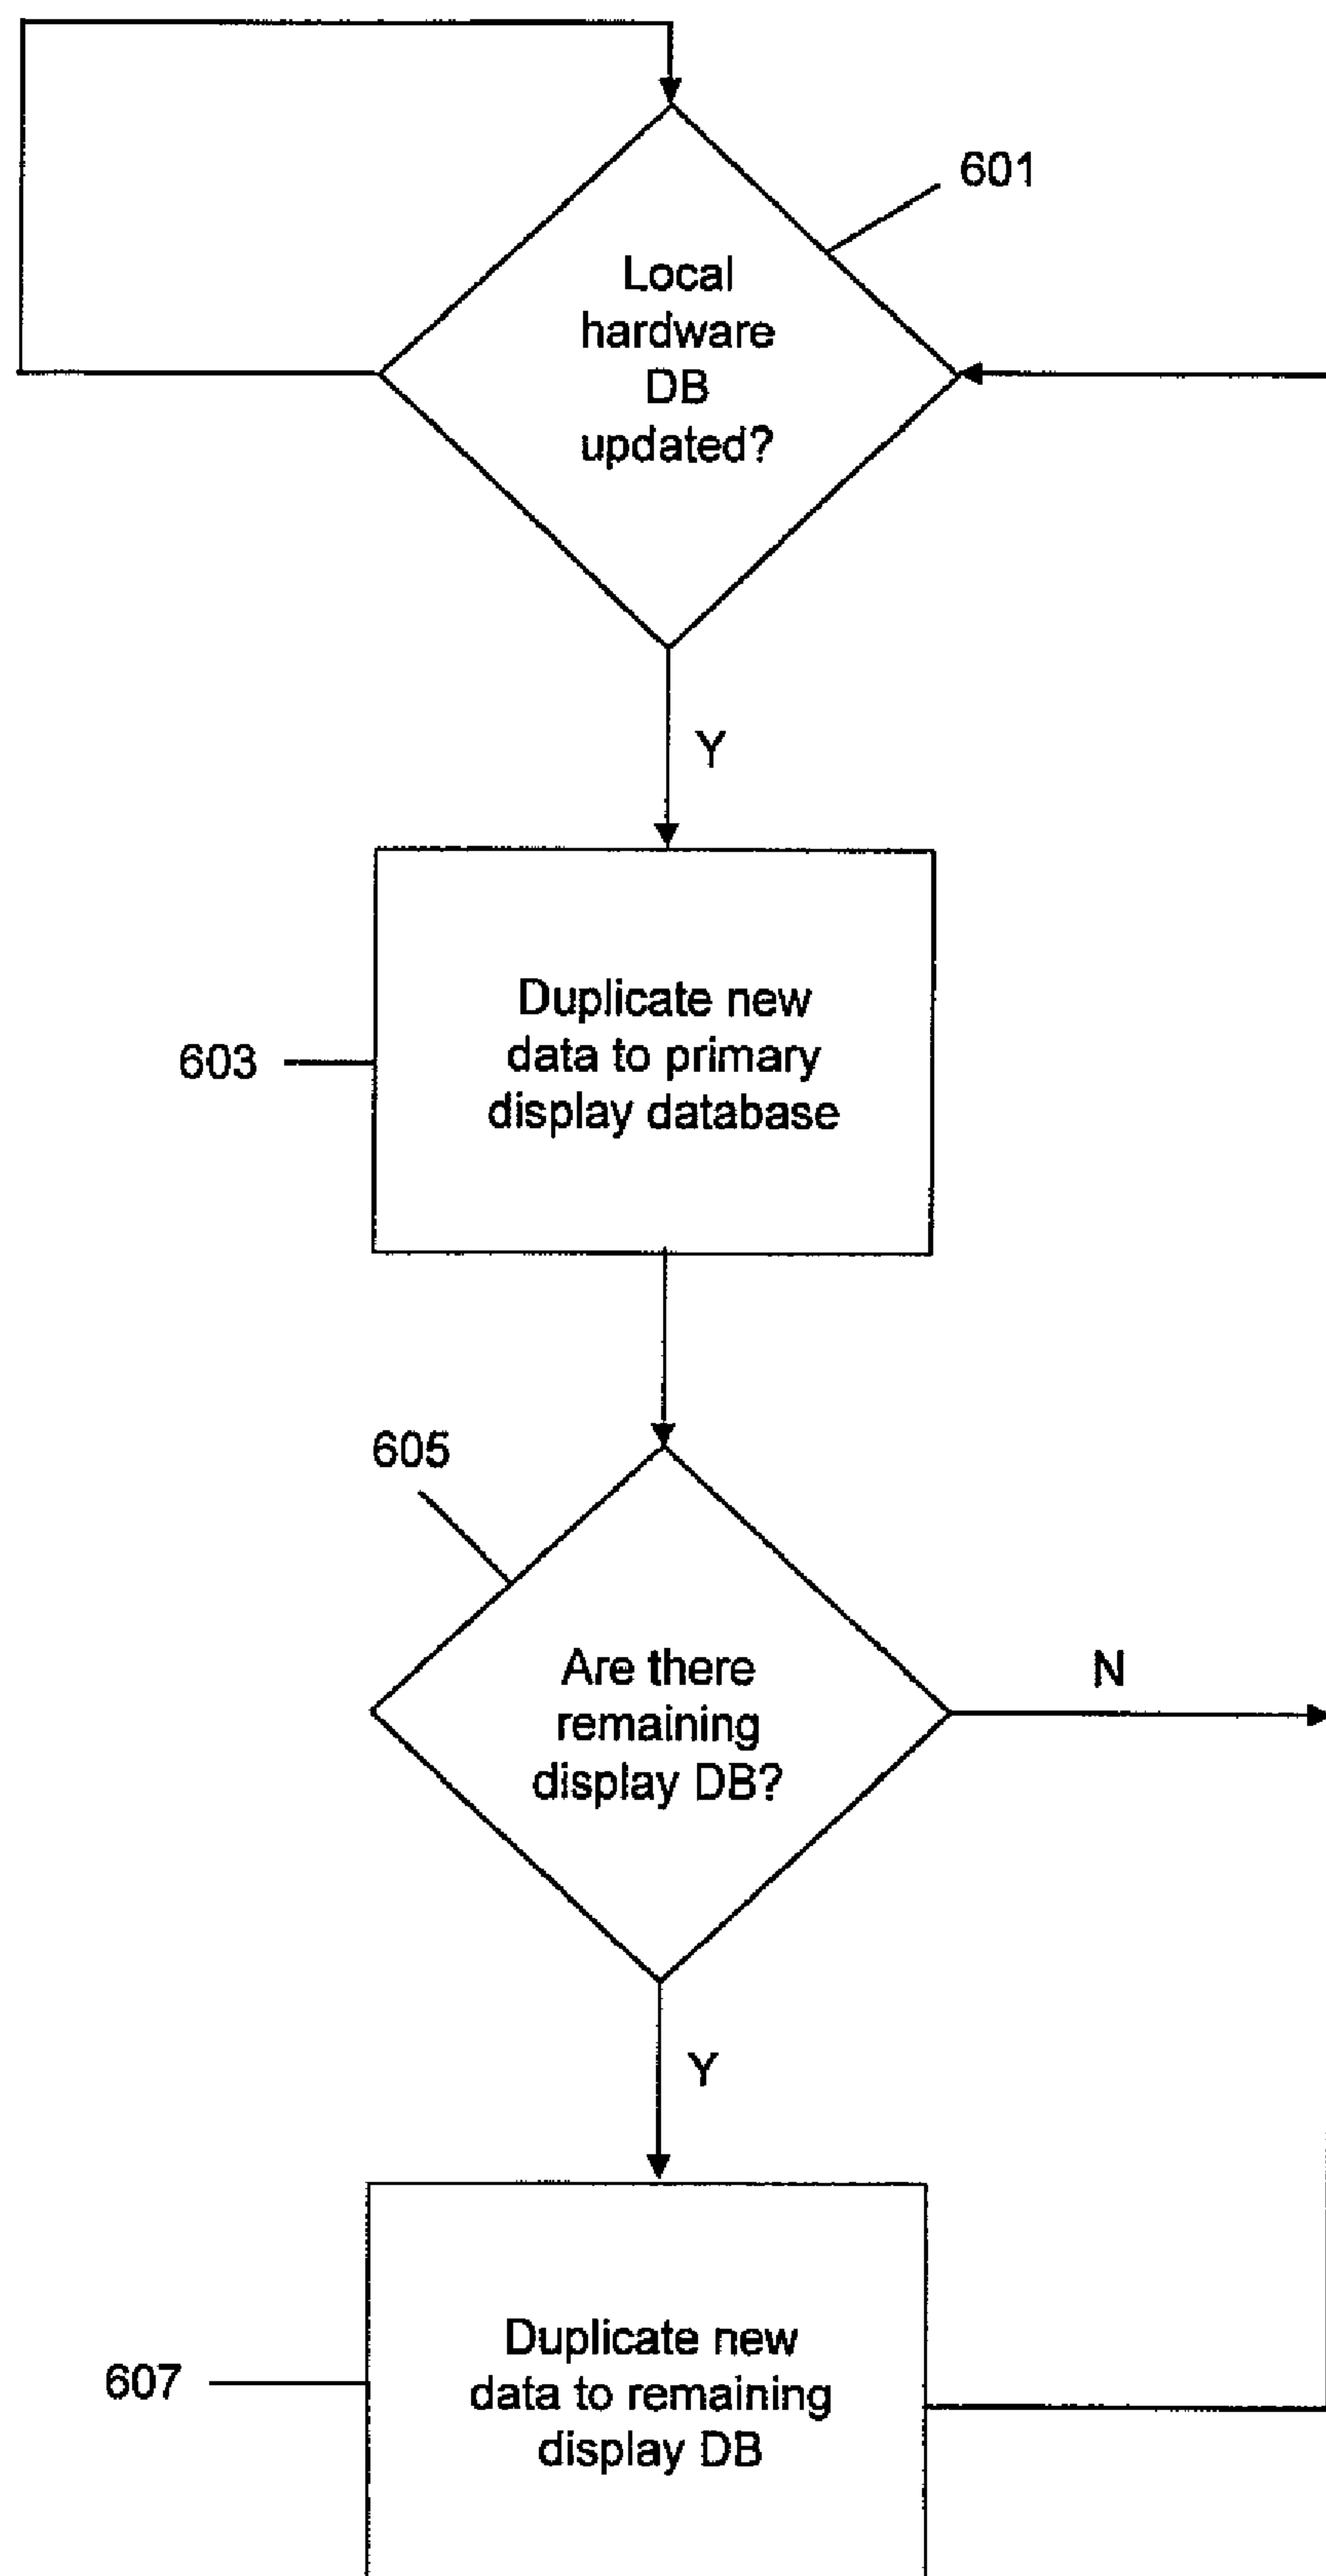 601
Local
hardware
DB
updated?
Y
Duplicate new
data to primary
display database
603
605
Are there
remaining
display DB?
N
Y
Duplicate new
data to remaining
display DB
607